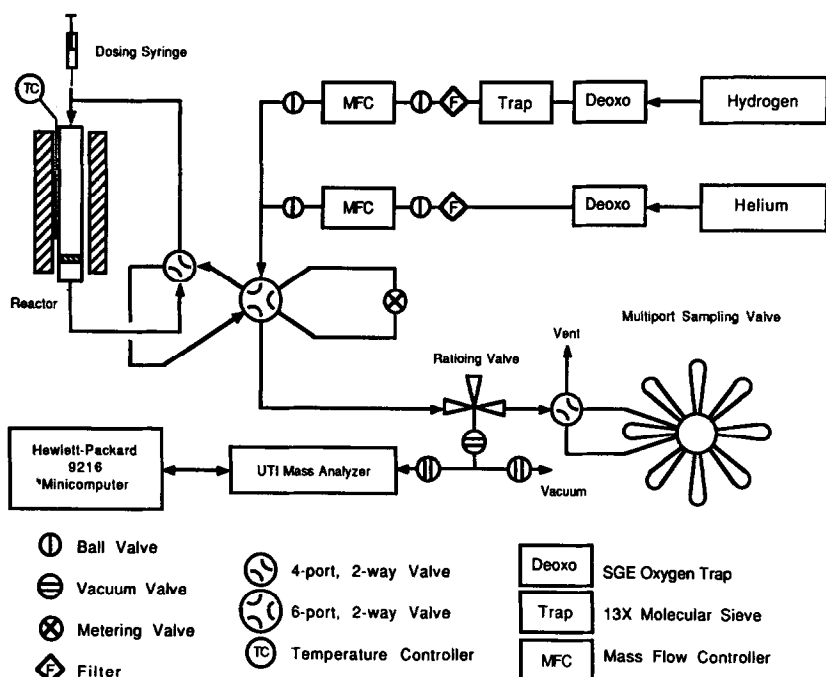 Dosing Syringe
TC
MFC
F
Trap
Deoxo
Hydrogen
MFC
F
Deoxo
Helium
Reactor
Multiport Sampling Valve
Vent
Ratioing Valve
Hewlett-Packard
9216
Minicomputer
UTI Mass Analyzer
Vacuum
Ball Valve
4-port, 2-way Valve
Deoxo
SGE Oxygen Trap
Vacuum Valve
6-port, 2-way Valve
Trap
13X Molecular Sieve
Metering Valve
TC
Temperature Controller
MFC
Mass Flow Controller
F
Filter